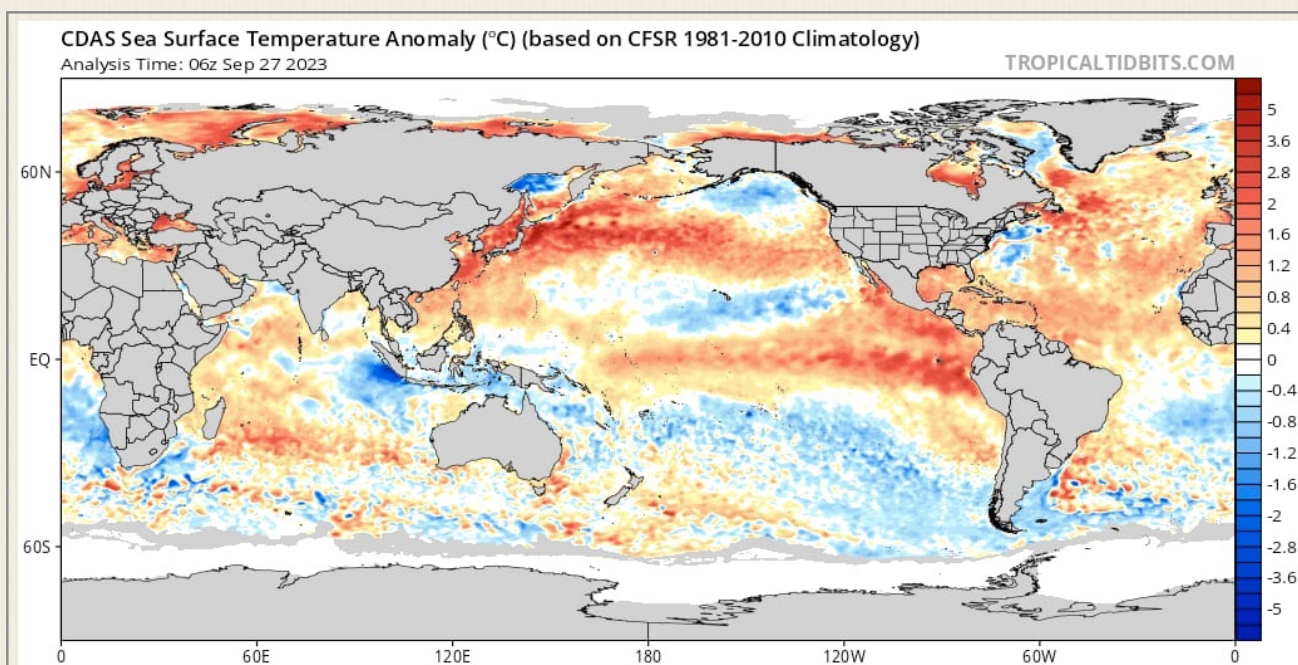 CDAS Sea Surface Temperature Anomaly (°C) (based on CFSR 1981-2010 Climatology)
Analysis Time: 06z Sep 27 2023
TROPICALTIDBITS.COM
60N
EQ
60S
0
60E
120E
180
120W
60W
0
5
3.6
2.8
2
1.6
1.2
0.8
0.4
0
-0.4
-0.8
-1.2
-1.6
-2
-2.8
-3.6
-5